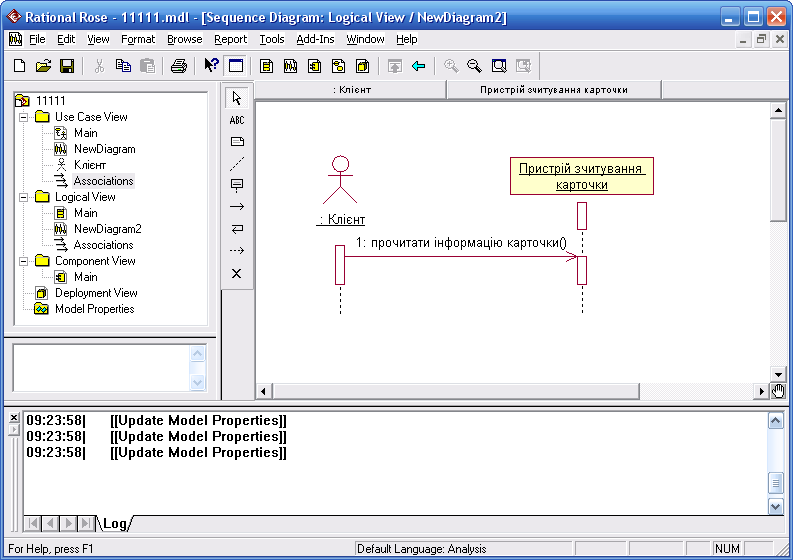 Rational Rose - 11111.mdl - [Sequence Diagram: Logical View / NewDiagram2]
File Edit View Format Browse Report Tools Add-Ins Window Help
11111
Use Case View
Main
NewDiagram
Клієнт
Associations
Logical View
Main
NewDiagram2
Associations
Component View
Main
Deployment View
Model Properties
ABC
: Клієнт Пристрій зчитування карточки
: Клієнт
Пристрій зчитування
карточки
1: прочитати інформацію карточки()
09:23:58| [[Update Model Properties]]
09:23:58| [[Update Model Properties]]
09:23:58| [[Update Model Properties]]
Log
For Help, press F1 Default Language: Analysis NUM